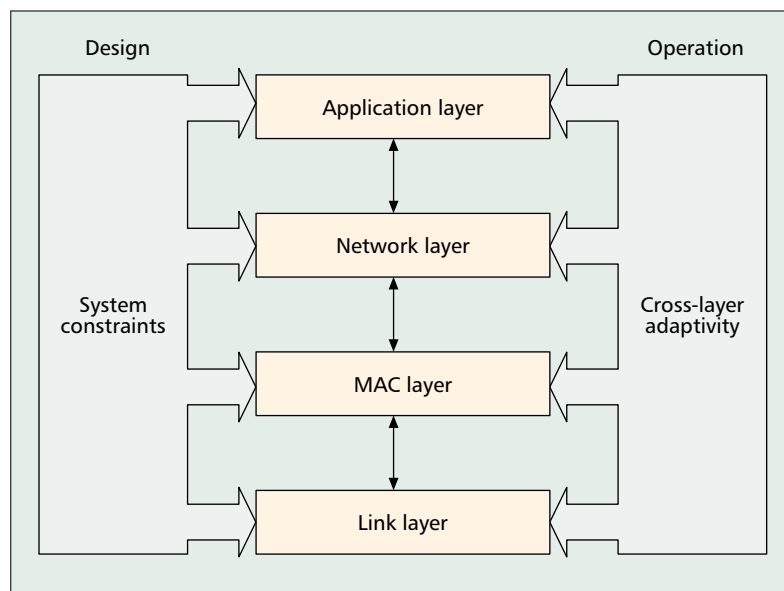 Design
Operation
Application layer
Network layer
System
constraints
Cross-layer
adaptivity
MAC layer
Link layer